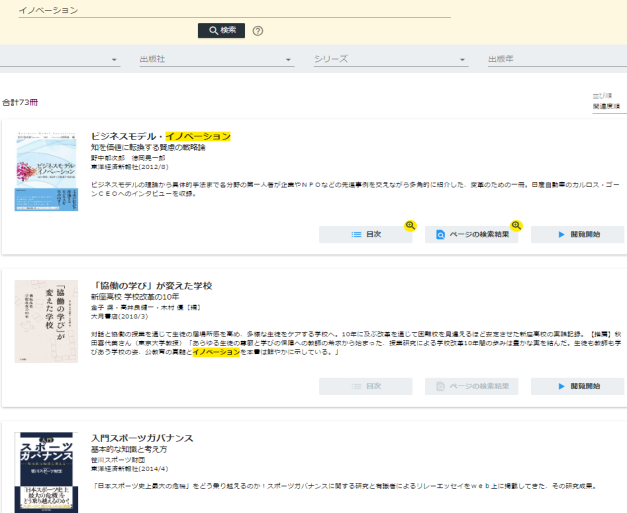 イノベーション
検索
出版社
シリーズ
出版年
合計73冊
並び順
関連度順
ビジネスモデル・イノベーション
知を価値に転換する賢慮の戦略論
野中郁次郎 徳岡晃一郎
東洋経済新報社(2012/8)
ビジネスモデルの理論から具体的手法まで各分野の第一人者が企業やNPOなどの先進事例を交えながら多角的に紹介した、変革のための一冊。日産自動車のカルロス・ゴー
ンCEOへのインタビューを収録。
目次
ページの検索結果
閲覧開始
「協働の学び」が変えた学校
新座高校 学校改革の10年
金子 奨・高井良健一・木村 優 [編]
大月書店(2018/3)
対話と協働の授業を通じて生徒の居場所感を高め、多様な生徒をケアする学校へ。10年に及ぶ改革を通じて困難校を見違えるほど安定させた新座高校の実践記録。【推薦】秋
田喜代美さん（東京大学教授）「あらゆる生徒の尊厳と学びの保障への教師の希求から始まった、授業研究による学校改革10年間の歩みは豊かな実を結んだ。生徒も教師も学
びあう学校の姿、公教育の真髄とイノベーションを本書は鮮やかに示している。」
目次
ページの検索結果
閲覧開始
入門スポーツガバナンス
基本的な知識と考え方
笹川スポーツ財団
東洋経済新報社(2014/4)
「日本スポーツ史上最大の危機」をどう乗り越えるのか！スポーツガバナンスに関する研究と有識者によるリレーエッセイをweb上に掲載してきた、その研究成果。
ビジネスモデル
イノベーション
「協働の学び」が
変えた学校
入門
スポーツ
ガバナンス
笹川スポーツ財団
「日本スポーツ史上
最大の危機」を
どう乗り越えるのか!